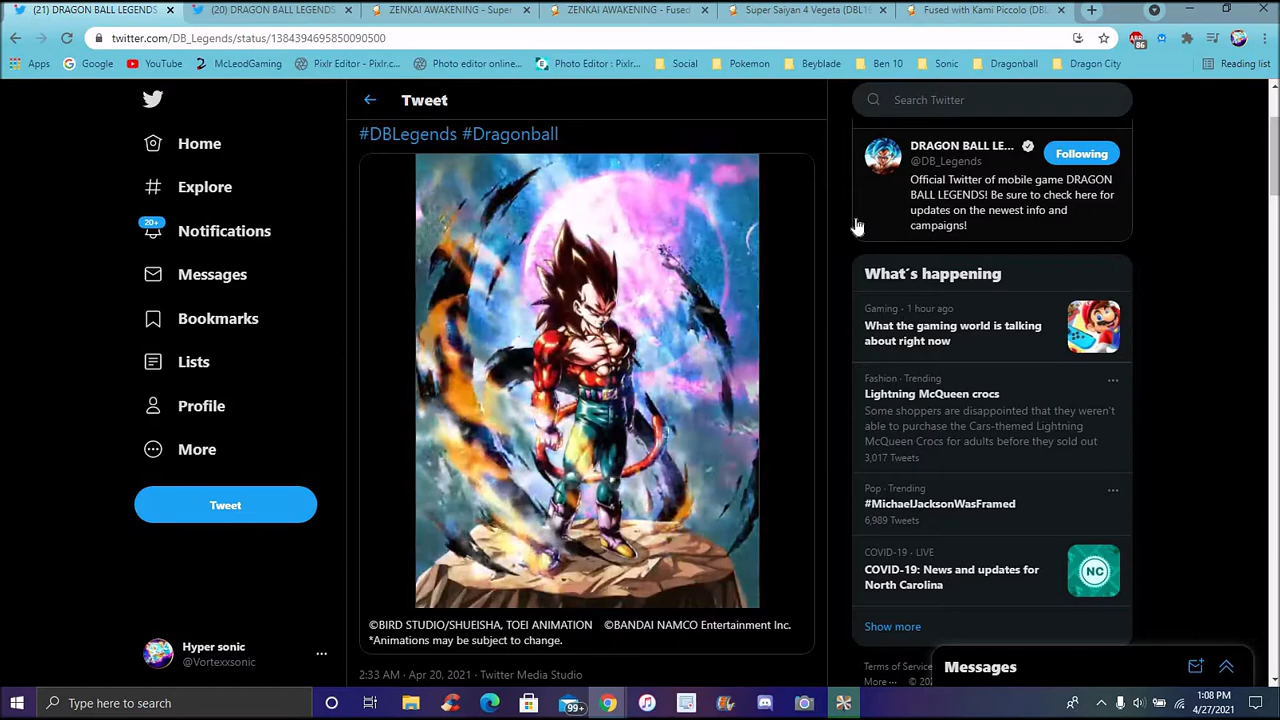 (21) DRAGON BALL LEGENDS
(20) DRAGON BALL LEGENDS
ZENKAI AWAKENING - Super
ZENKAI AWAKENING - Fused
Super Saiyan 4 Vegeta (DBL1
Fused with Kami Piccolo (DBL
twitter.com/DB_Legends/status/1384394695850090500
86
Apps
Google
YouTube
McLeodGaming
Pixlr Editor - Pixlr.c...
Photo editor online...
Photo Editor : Pixlr...
Social
Pokemon
Beyblade
Ben 10
Sonic
Dragonball
Dragon City
Reading list
Home
Explore
20+
Notifications
Messages
Bookmarks
Lists
Profile
More
Tweet
Hyper sonic
@Vortexxsonic
Tweet
#DBLegends #Dragonball
©BIRD STUDIO/SHUEISHA, TOEI ANIMATION ©BANDAI NAMCO Entertainment Inc.
*Animations may be subject to change.
2:33 AM · Apr 20, 2021 · Twitter Media Studio
Search Twitter
DRAGON BALL LE...
@DB_Legends
Following
Official Twitter of mobile game DRAGON
BALL LEGENDS! Be sure to check here for
updates on the newest info and
campaigns!
What's happening
Gaming · 1 hour ago
What the gaming world is talking
about right now
Fashion · Trending
Lightning McQueen crocs
Some shoppers are disappointed that they weren't
able to purchase the Cars-themed Lightning
McQueen Crocs for adults before they sold out
3,017 Tweets
Pop · Trending
#MichaelJacksonWasFramed
6,989 Tweets
COVID-19 · LIVE
COVID-19: News and updates for
North Carolina
NC
Show more
Terms of Service
More ···
Messages
Type here to search
99+
1:08 PM
4/27/2021